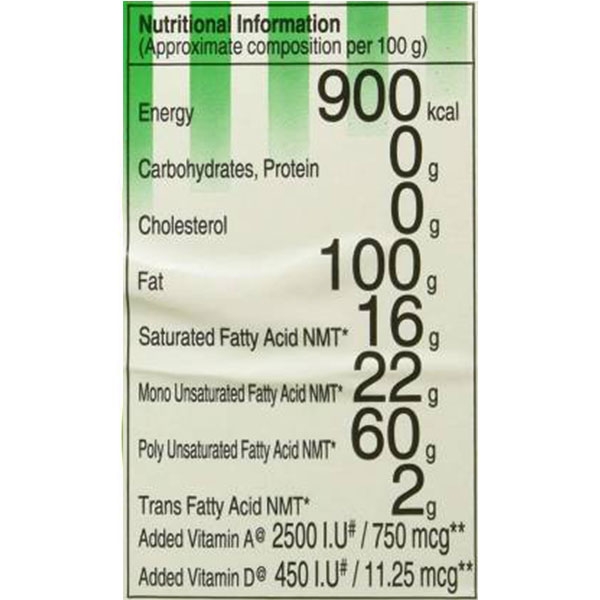 Nutritional Information
(Approximate composition per 100 g)
Energy 900 kcal
Carbohydrates, Protein 0 g
Cholesterol 0 g
Fat 100 g
Saturated Fatty Acid NMT* 16 g
Mono Unsaturated Fatty Acid NMT* 22 g
Poly Unsaturated Fatty Acid NMT* 60 g
Trans Fatty Acid NMT* 2 g
Added Vitamin A@ 2500 I.U# / 750 mcg**
Added Vitamin D@ 450 I.U# / 11.25 mcg**